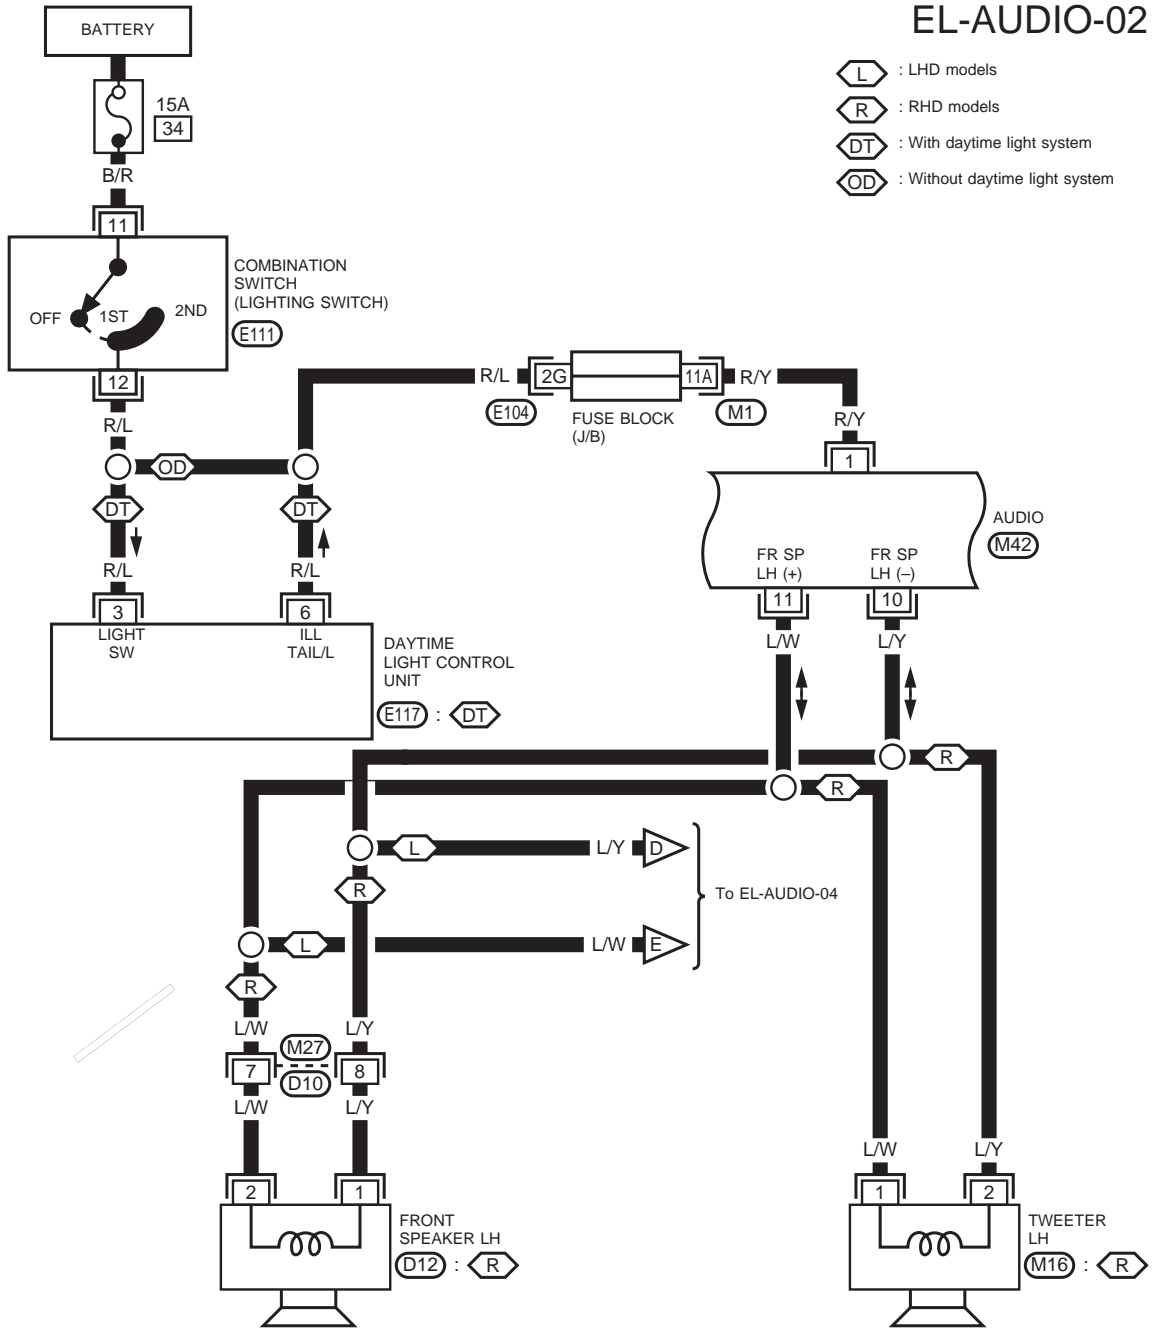 EL-AUDIO-02
BATTERY
L : LHD models
R : RHD models
DT : With daytime light system
OD : Without daytime light system
15A
34
B/R
11
COMBINATION
SWITCH
(LIGHTING SWITCH)
E111
OFF 1ST 2ND
12
R/L
OD
DT
DT
R/L
R/L
3
6
LIGHT
SW
ILL
TAIL/L
DAYTIME
LIGHT CONTROL
UNIT
E117 : DT
R/L
2G
11A
R/Y
E104
FUSE BLOCK
(J/B)
M1
R/Y
1
AUDIO
M42
FR SP
LH (+)
FR SP
LH (–)
11
10
L/W
L/Y
R
R
L
L/Y
D
R
To EL-AUDIO-04
L
L/W
E
R
L/W
L/Y
M27
7
8
D10
L/W
L/Y
2
1
FRONT
SPEAKER LH
D12 : R
L/W
L/Y
1
2
TWEETER
LH
M16 : R